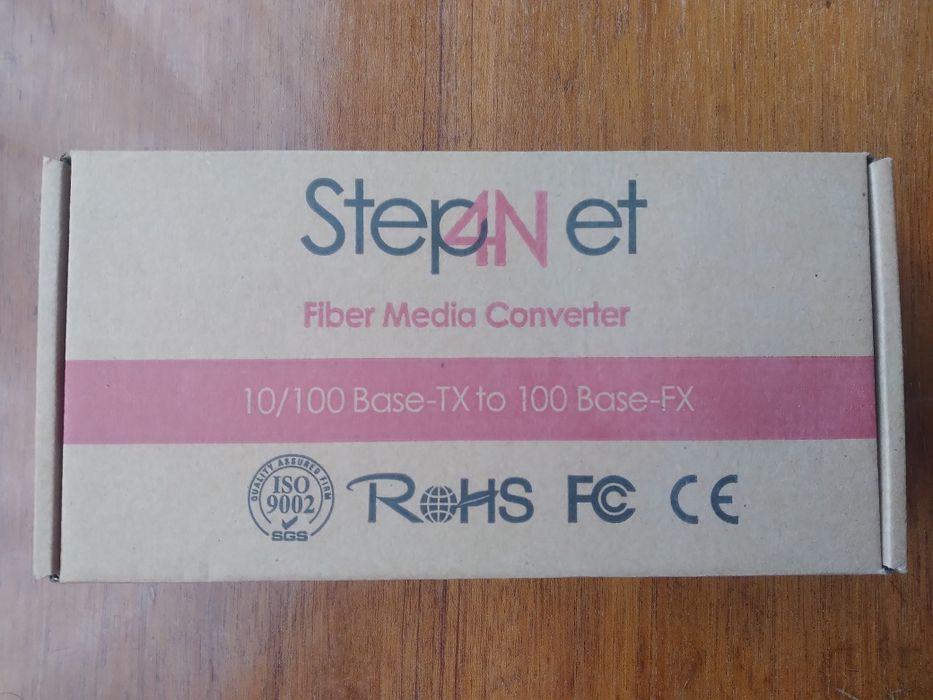 Step4Net
Fiber Media Converter
10/100 Base-TX to 100 Base-FX
QUALITY ASSURED FIRM
ISO
9002
SGS
RoHS FC CE